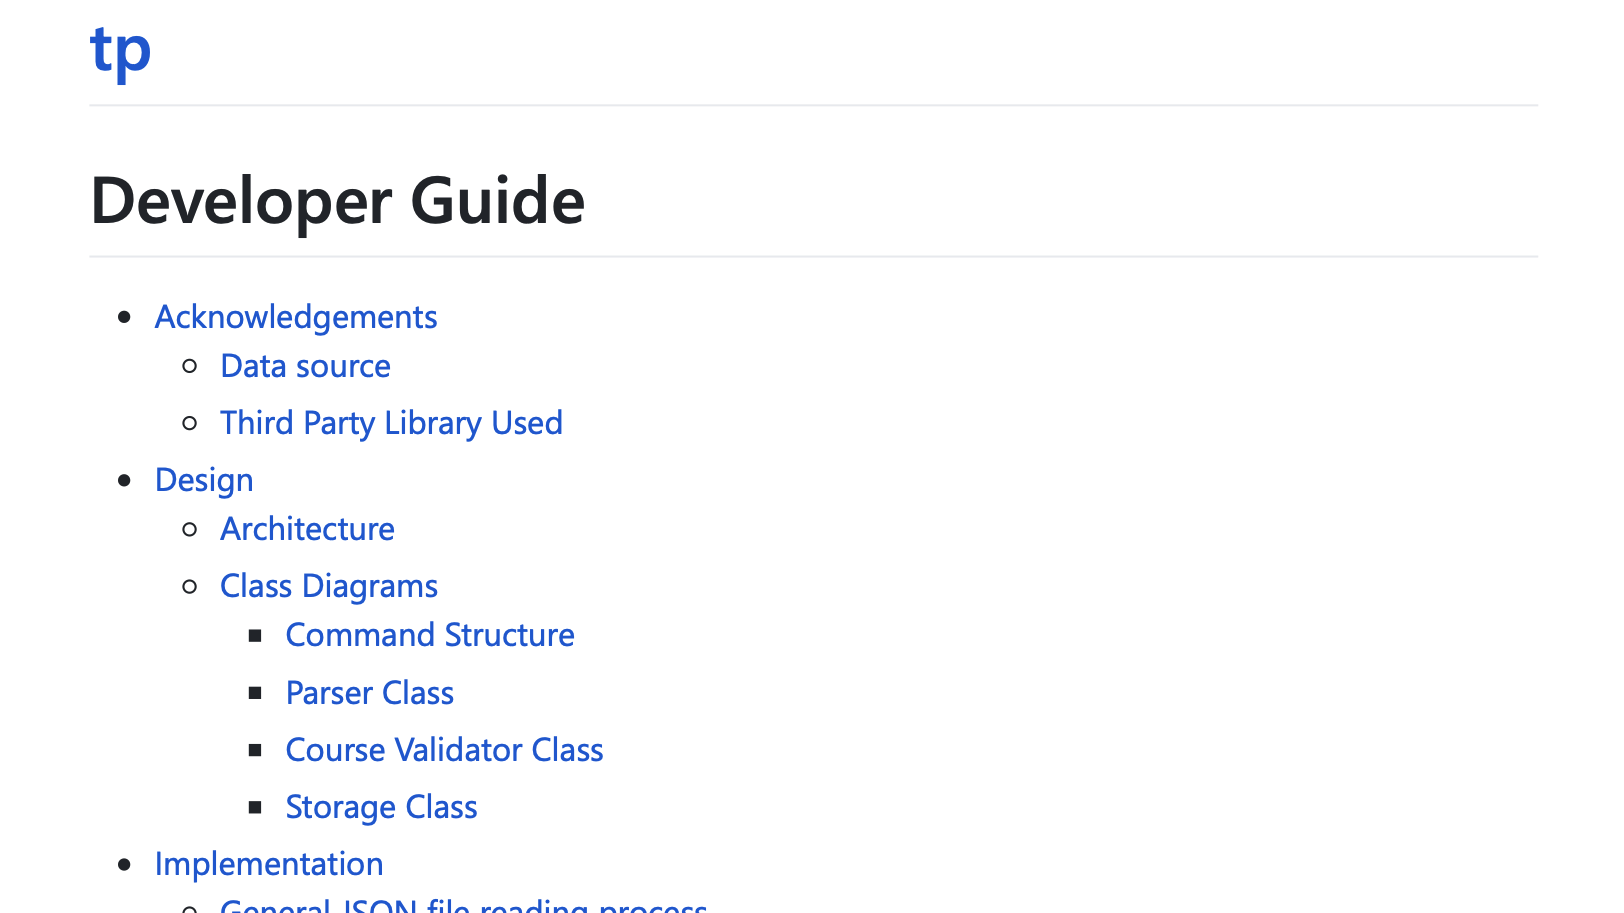 tp
Developer Guide
Acknowledgements
Data source
Third Party Library Used
Design
Architecture
Class Diagrams
Command Structure
Parser Class
Course Validator Class
Storage Class
Implementation
General JSON file reading process